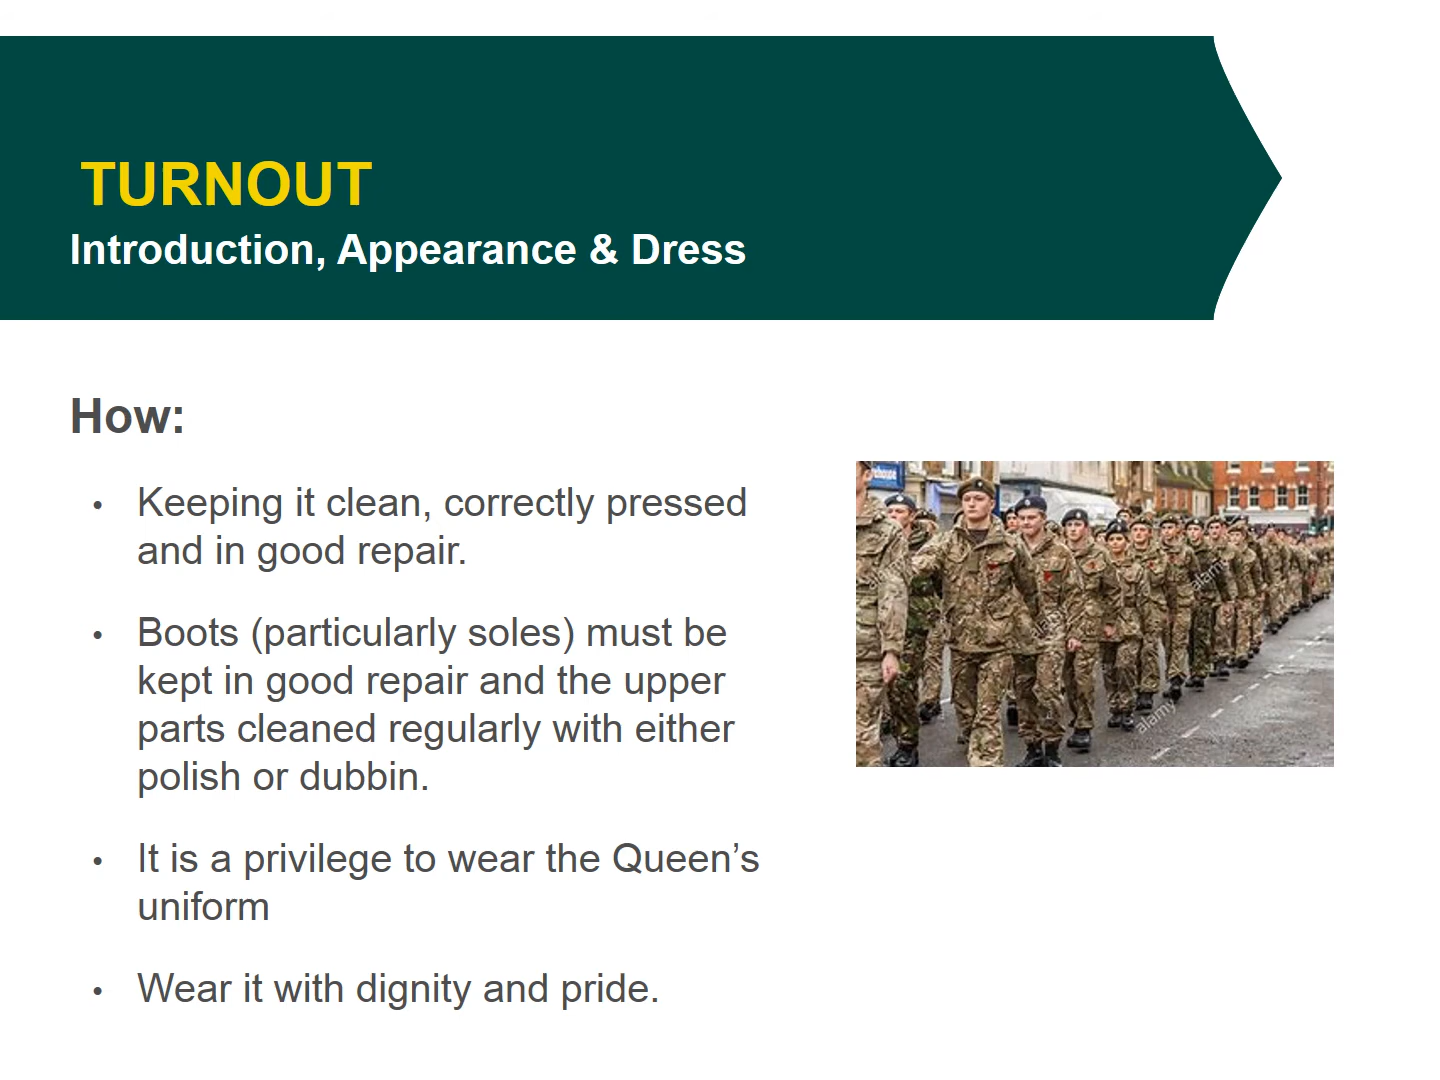 TURNOUT
Introduction, Appearance & Dress
How:
• Keeping it clean, correctly pressed
and in good repair.
• Boots (particularly soles) must be
kept in good repair and the upper
parts cleaned regularly with either
polish or dubbin.
• It is a privilege to wear the Queen’s
uniform
• Wear it with dignity and pride.
alamy
alamy